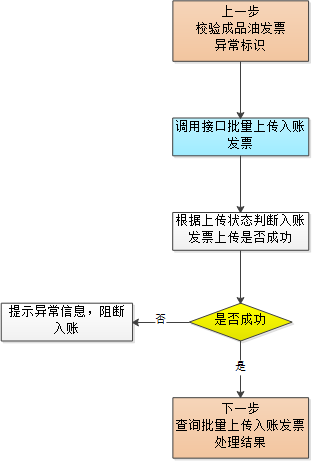 上一步
校验成品油发票
异常标识
调用接口批量上传入账
发票
根据上传状态判断入账
发票上传是否成功
是否成功
否
提示异常信息，阻断
入账
是
下一步
查询批量上传入账发票
处理结果